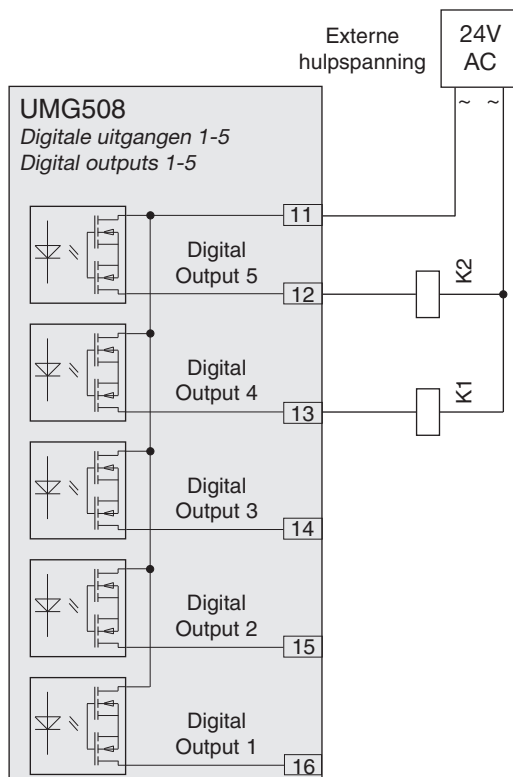 Externe
hulpspanning
24V
AC
~ ~
UMG508
Digitale uitgangen 1-5
Digital outputs 1-5
11
Digital
Output 5
12
K2
Digital
Output 4
13
K1
Digital
Output 3
14
Digital
Output 2
15
Digital
Output 1
16